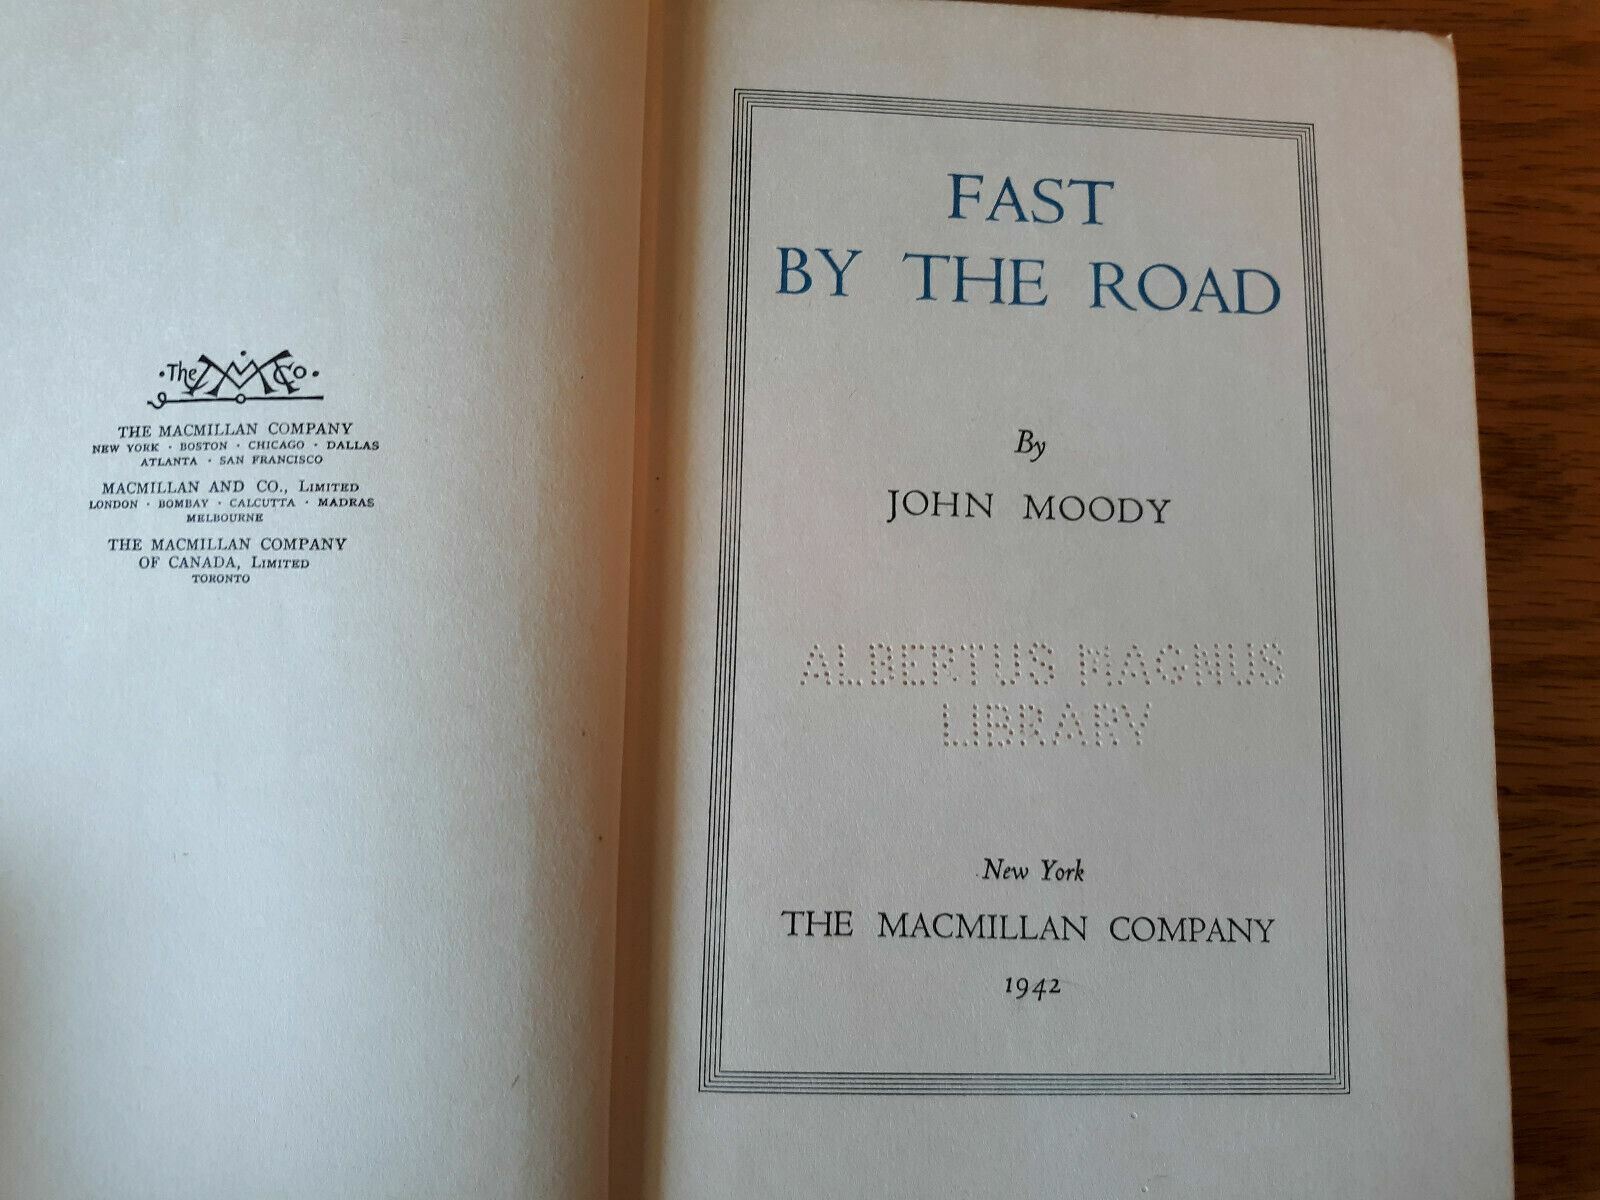 ·The M Co·
THE MACMILLAN COMPANY
NEW YORK · BOSTON · CHICAGO · DALLAS
ATLANTA · SAN FRANCISCO
MACMILLAN AND CO., LIMITED
LONDON · BOMBAY · CALCUTTA · MADRAS
MELBOURNE
THE MACMILLAN COMPANY
OF CANADA, LIMITED
TORONTO
FAST
BY THE ROAD
By
JOHN MOODY
ALBERTUS MAGNUS
LIBRARY
New York
THE MACMILLAN COMPANY
1942